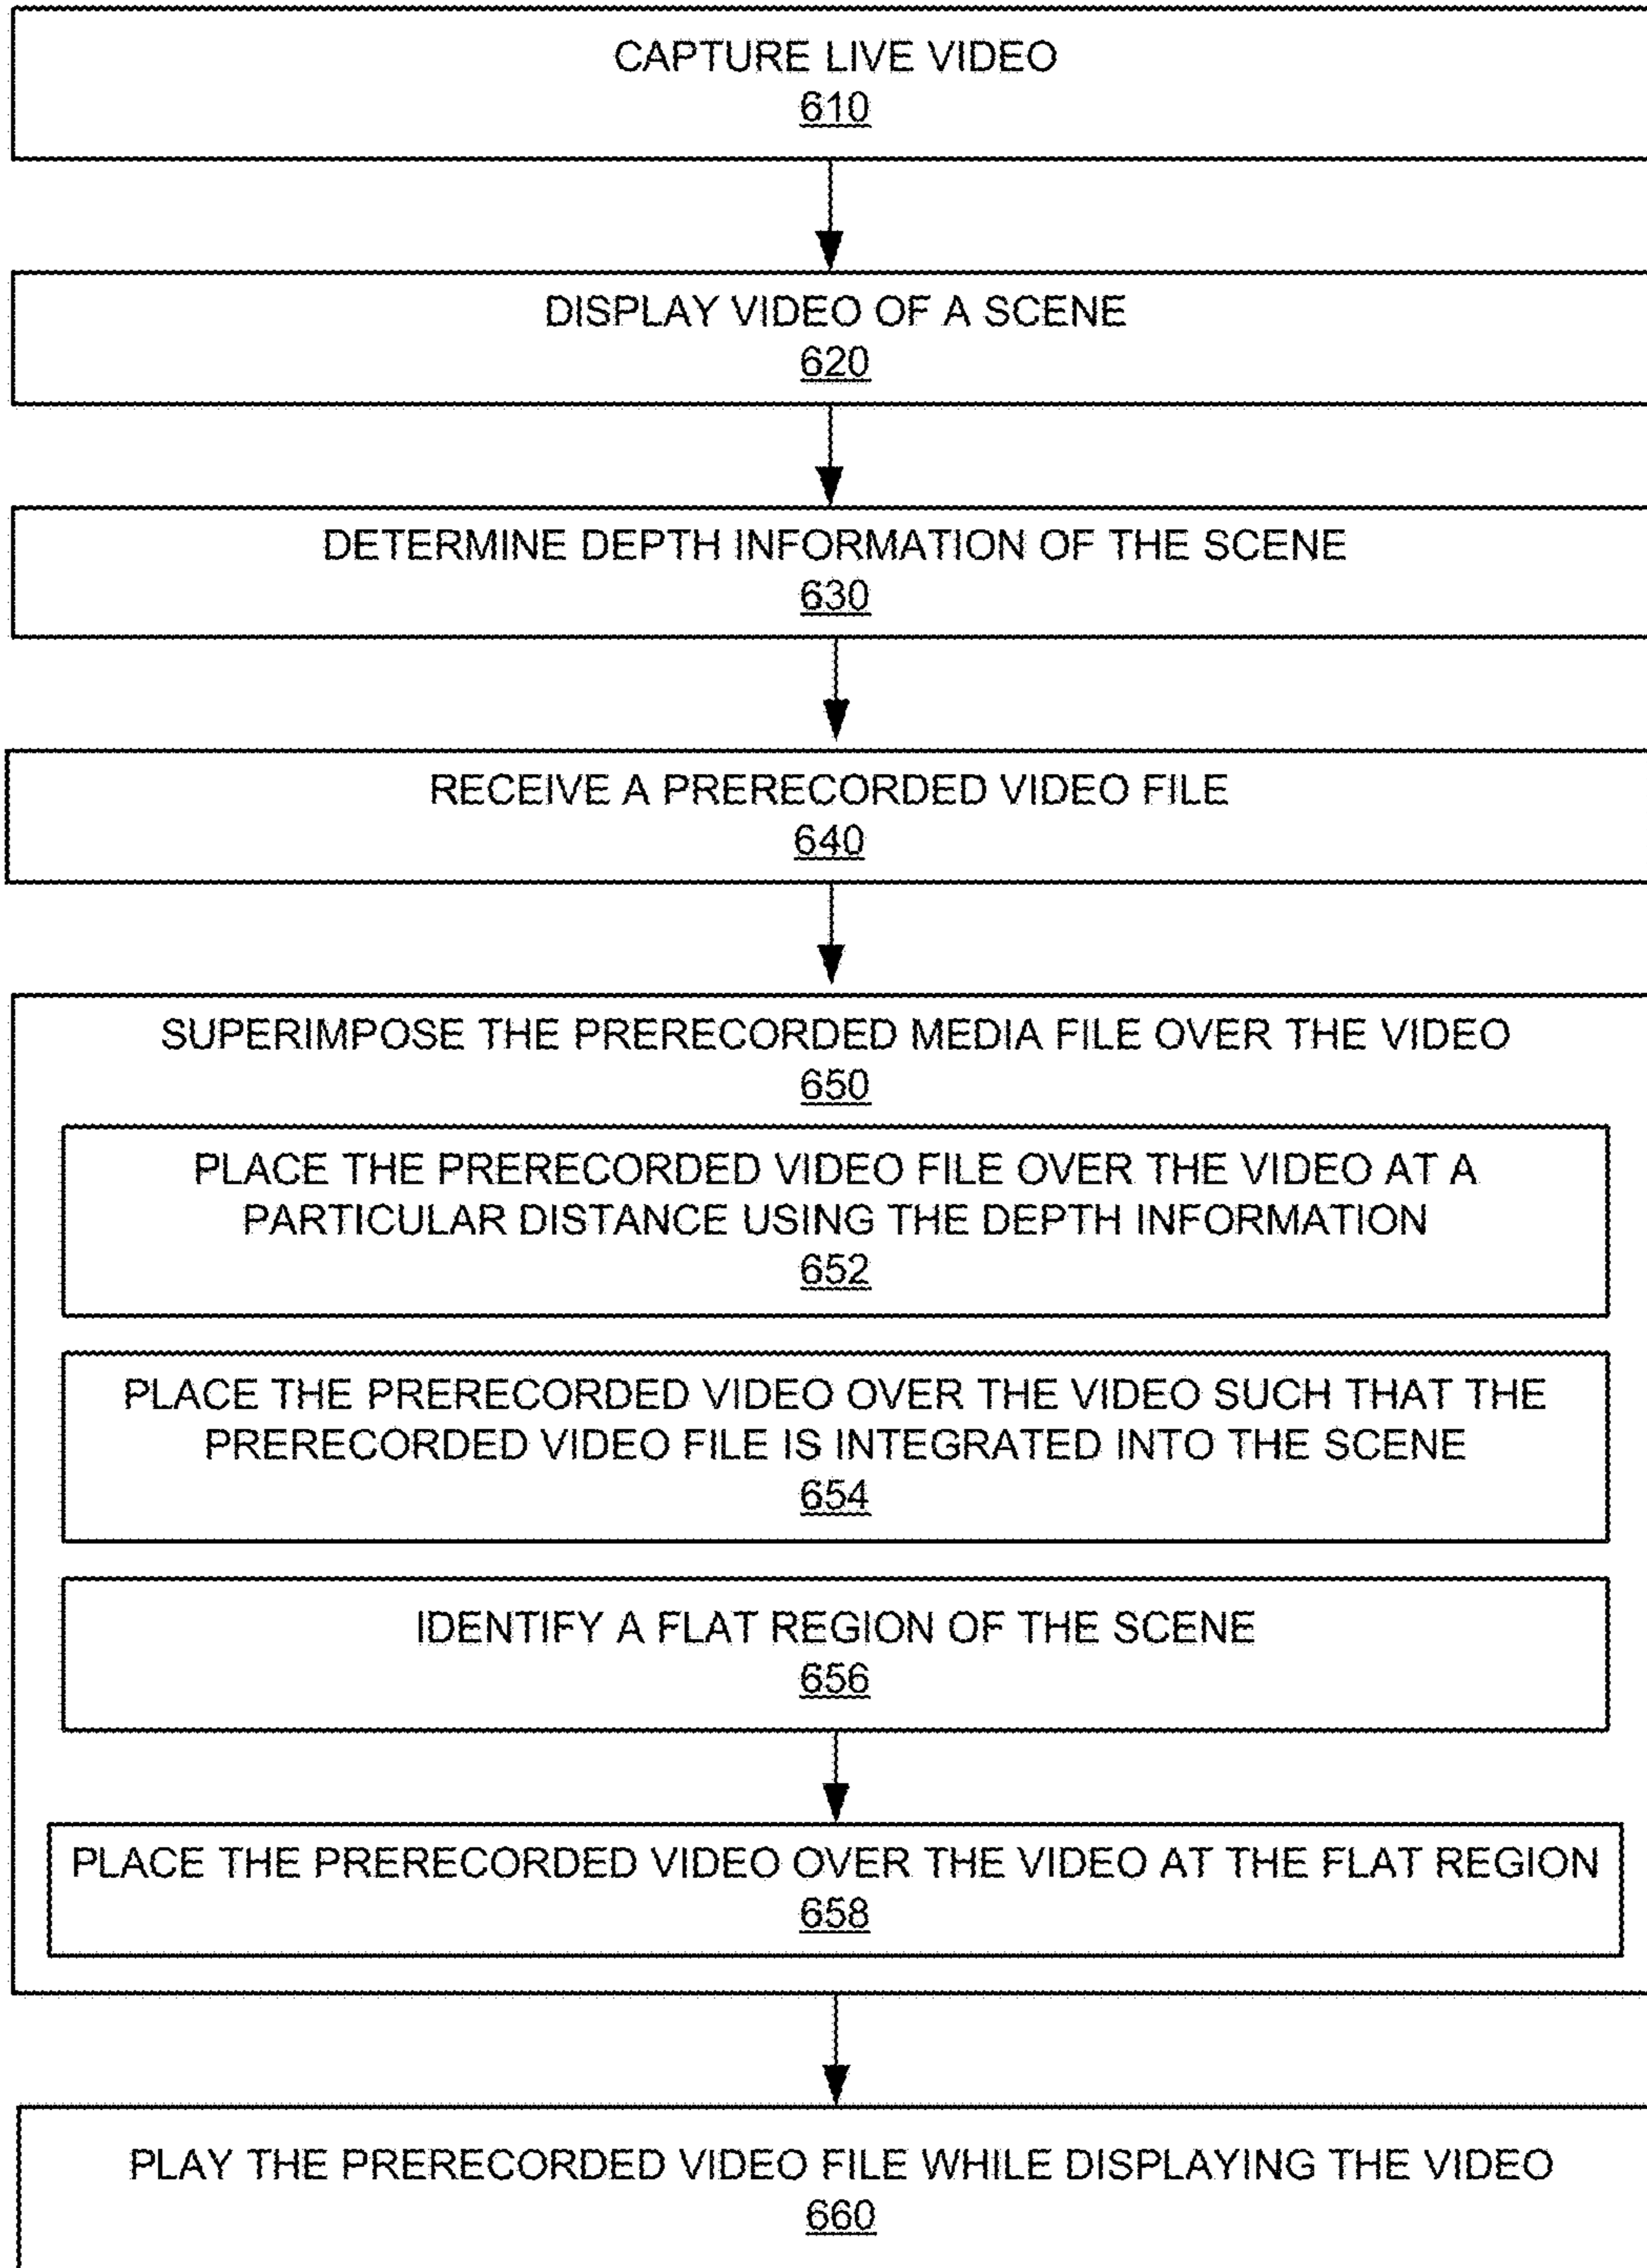 CAPTURE LIVE VIDEO
610
DISPLAY VIDEO OF A SCENE
620
DETERMINE DEPTH INFORMATION OF THE SCENE
630
RECEIVE A PRERECORDED VIDEO FILE
640
SUPERIMPOSE THE PRERECORDED MEDIA FILE OVER THE VIDEO
650
PLACE THE PRERECORDED VIDEO FILE OVER THE VIDEO AT A
PARTICULAR DISTANCE USING THE DEPTH INFORMATION
652
PLACE THE PRERECORDED VIDEO OVER THE VIDEO SUCH THAT THE
PRERECORDED VIDEO FILE IS INTEGRATED INTO THE SCENE
654
IDENTIFY A FLAT REGION OF THE SCENE
656
PLACE THE PRERECORDED VIDEO OVER THE VIDEO AT THE FLAT REGION
658
PLAY THE PRERECORDED VIDEO FILE WHILE DISPLAYING THE VIDEO
660